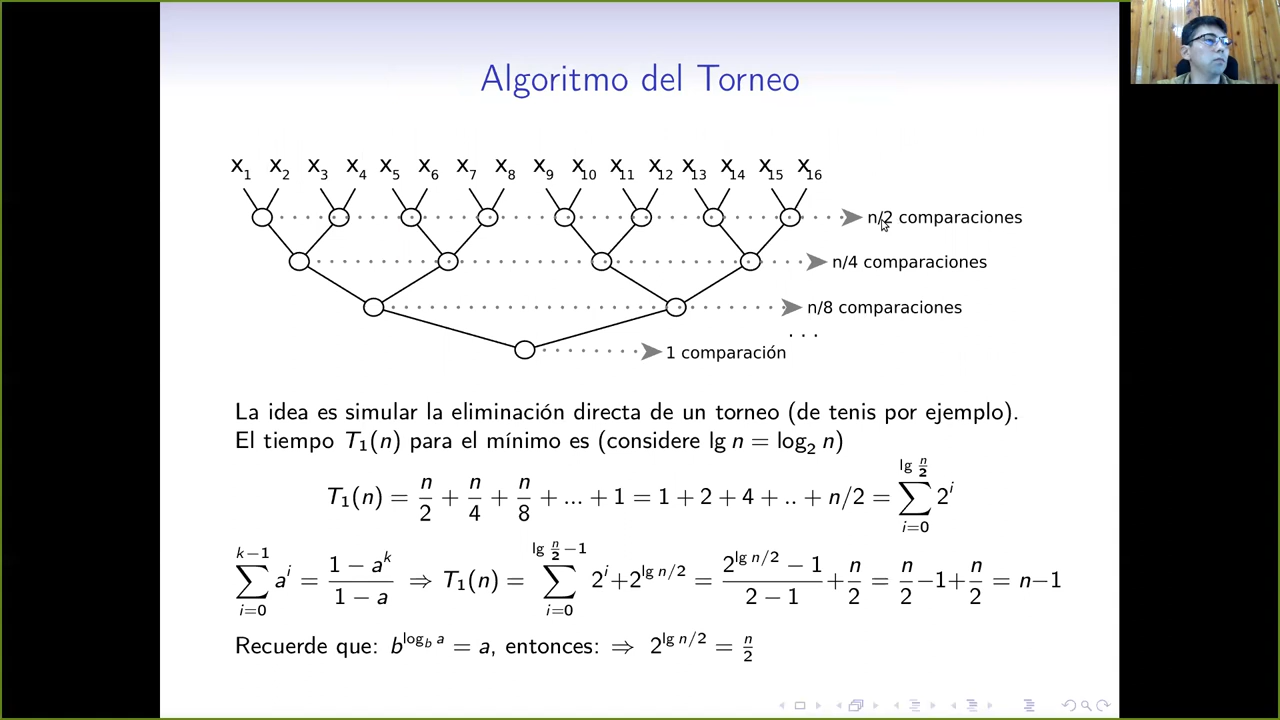 Algoritmo del Torneo
x₁ x₂ x₃ x₄ x₅ x₆ x₇ x₈ x₉ x₁₀ x₁₁ x₁₂ x₁₃ x₁₄ x₁₅ x₁₆
n/2 comparaciones
n/4 comparaciones
n/8 comparaciones
. . .
1 comparación
La idea es simular la eliminación directa de un torneo (de tenis por ejemplo).
El tiempo T₁(n) para el mínimo es (considere lg n = log₂ n)
T₁(n) = n/2 + n/4 + n/8 + ... + 1 = 1 + 2 + 4 + .. + n/2 = ∑_{i=0}^{lg n/2} 2^i
∑_{i=0}^{k−1} a^i = (1 − a^k)/(1 − a) ⇒ T₁(n) = ∑_{i=0}^{lg n/2 −1} 2^i + 2^{lg n/2} = (2^{lg n/2} − 1)/(2 − 1) + n/2 = n/2 − 1 + n/2 = n−1
Recuerde que: b^{log_b a} = a, entonces: ⇒ 2^{lg n/2} = n/2